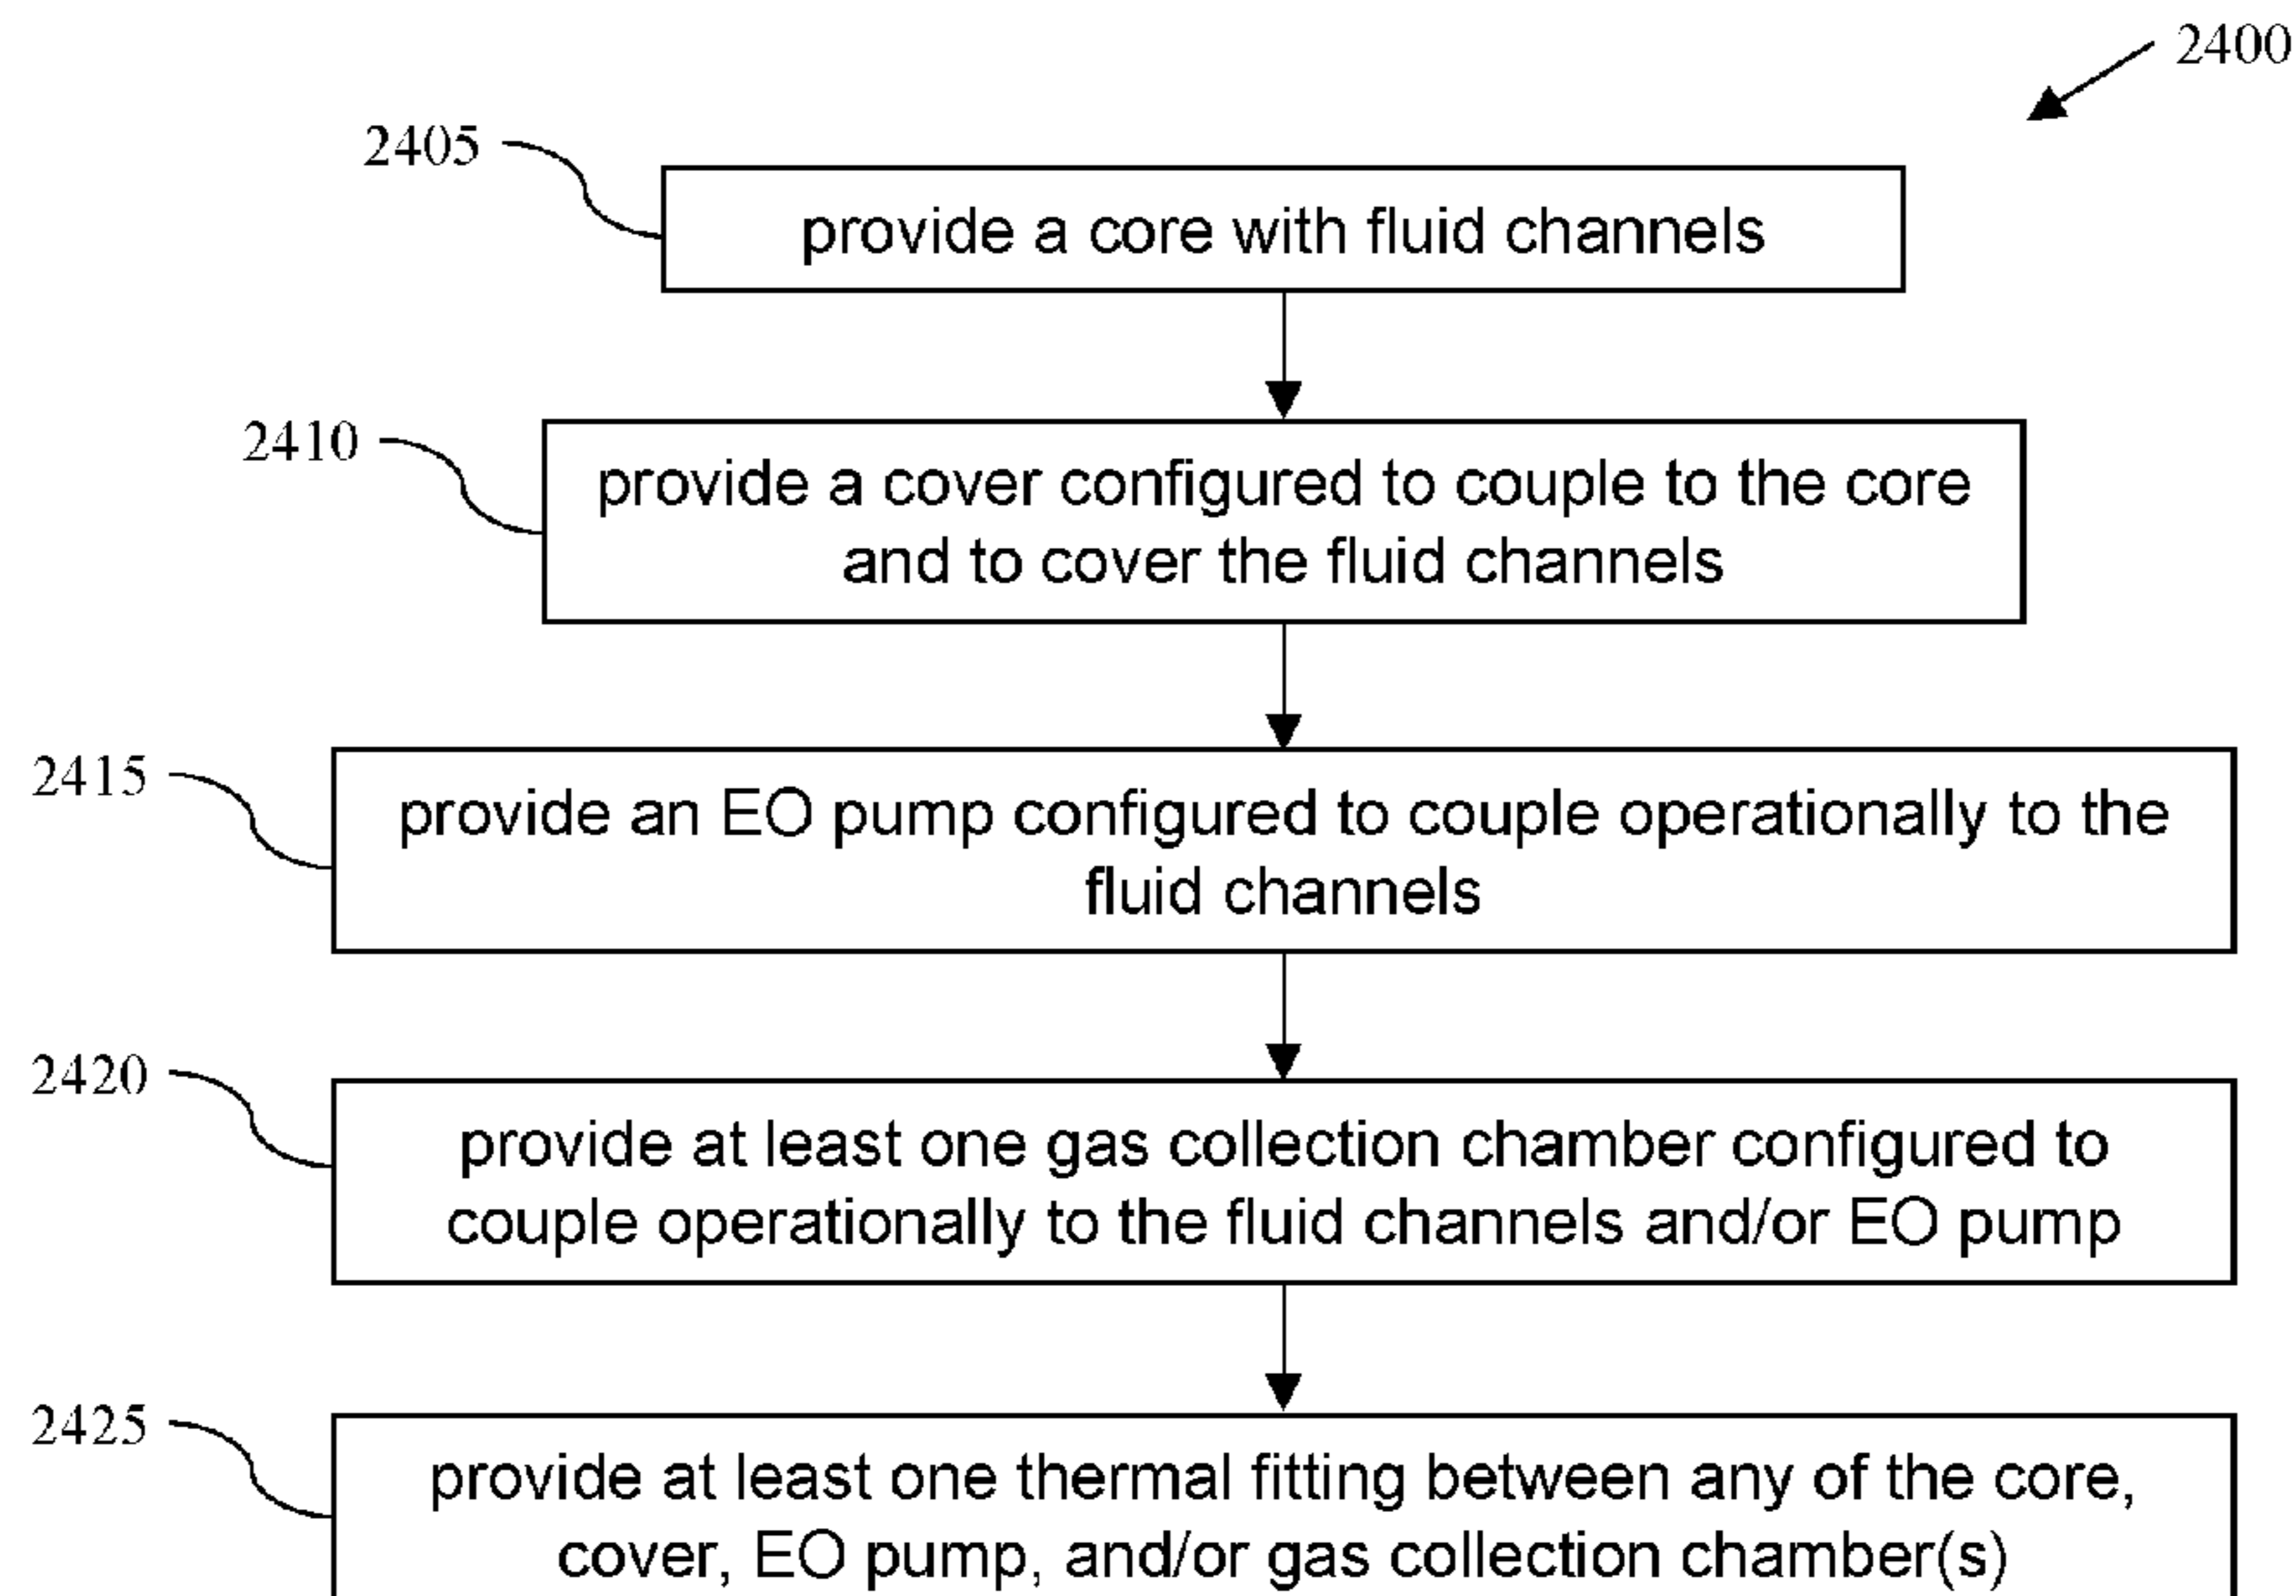 2400
2405
provide a core with fluid channels
2410
provide a cover configured to couple to the core
and to cover the fluid channels
2415
provide an EO pump configured to couple operationally to the
fluid channels
2420
provide at least one gas collection chamber configured to
couple operationally to the fluid channels and/or EO pump
2425
provide at least one thermal fitting between any of the core,
cover, EO pump, and/or gas collection chamber(s)